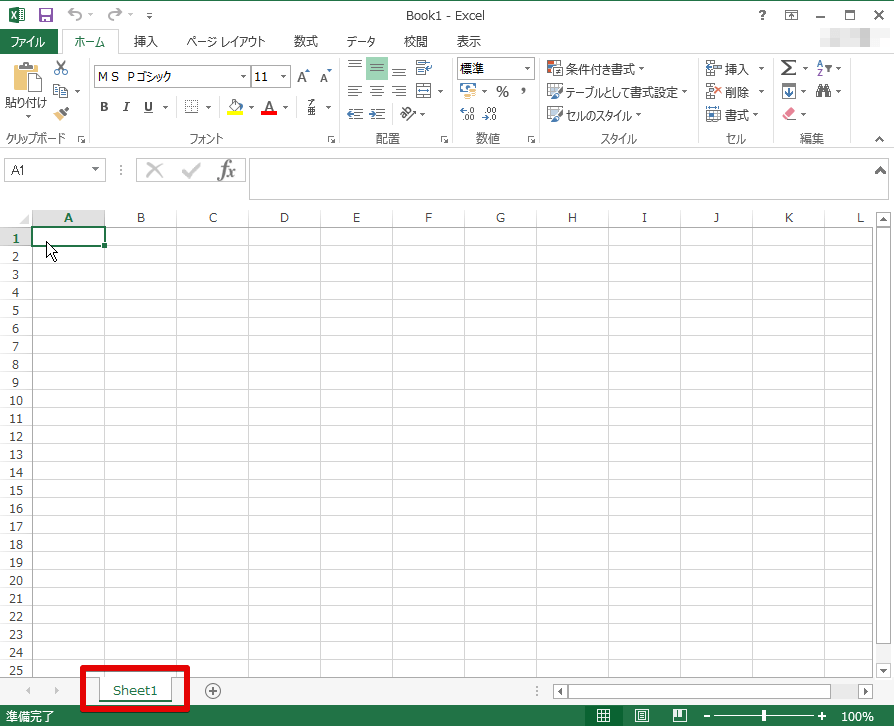 Book1 - Excel
?
ファイル ホーム 挿入 ページ レイアウト 数式 データ 校閲 表示
貼り付け
ＭＳ Ｐゴシック 11 A A
B I U A
標準
% ,
.0 .00
条件付き書式
テーブルとして書式設定
セルのスタイル
挿入
削除
書式
Σ
クリップボード フォント 配置 数値 スタイル セル 編集
A1 fx
A B C D E F G H I J K L
1
2
3
4
5
6
7
8
9
10
11
12
13
14
15
16
17
18
19
20
21
22
23
24
25
Sheet1
準備完了 100%